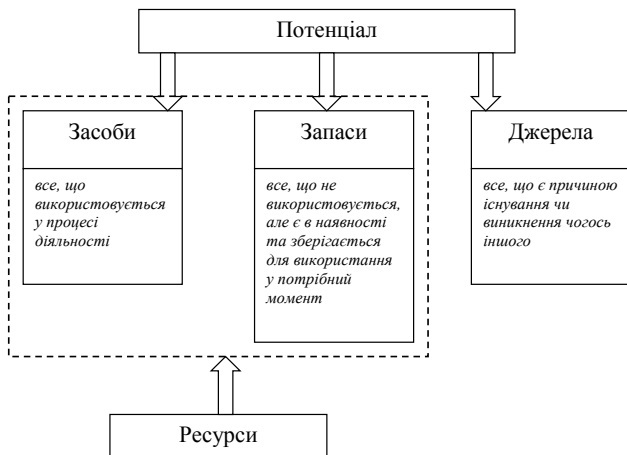 Потенціал
Засоби
все, що
використовується
у процесі
діяльності
Запаси
все, що не
використовується,
але є в наявності
та зберігається
для використання
у потрібний
момент
Джерела
все, що є причиною
існування чи
виникнення чогось
іншого
Ресурси